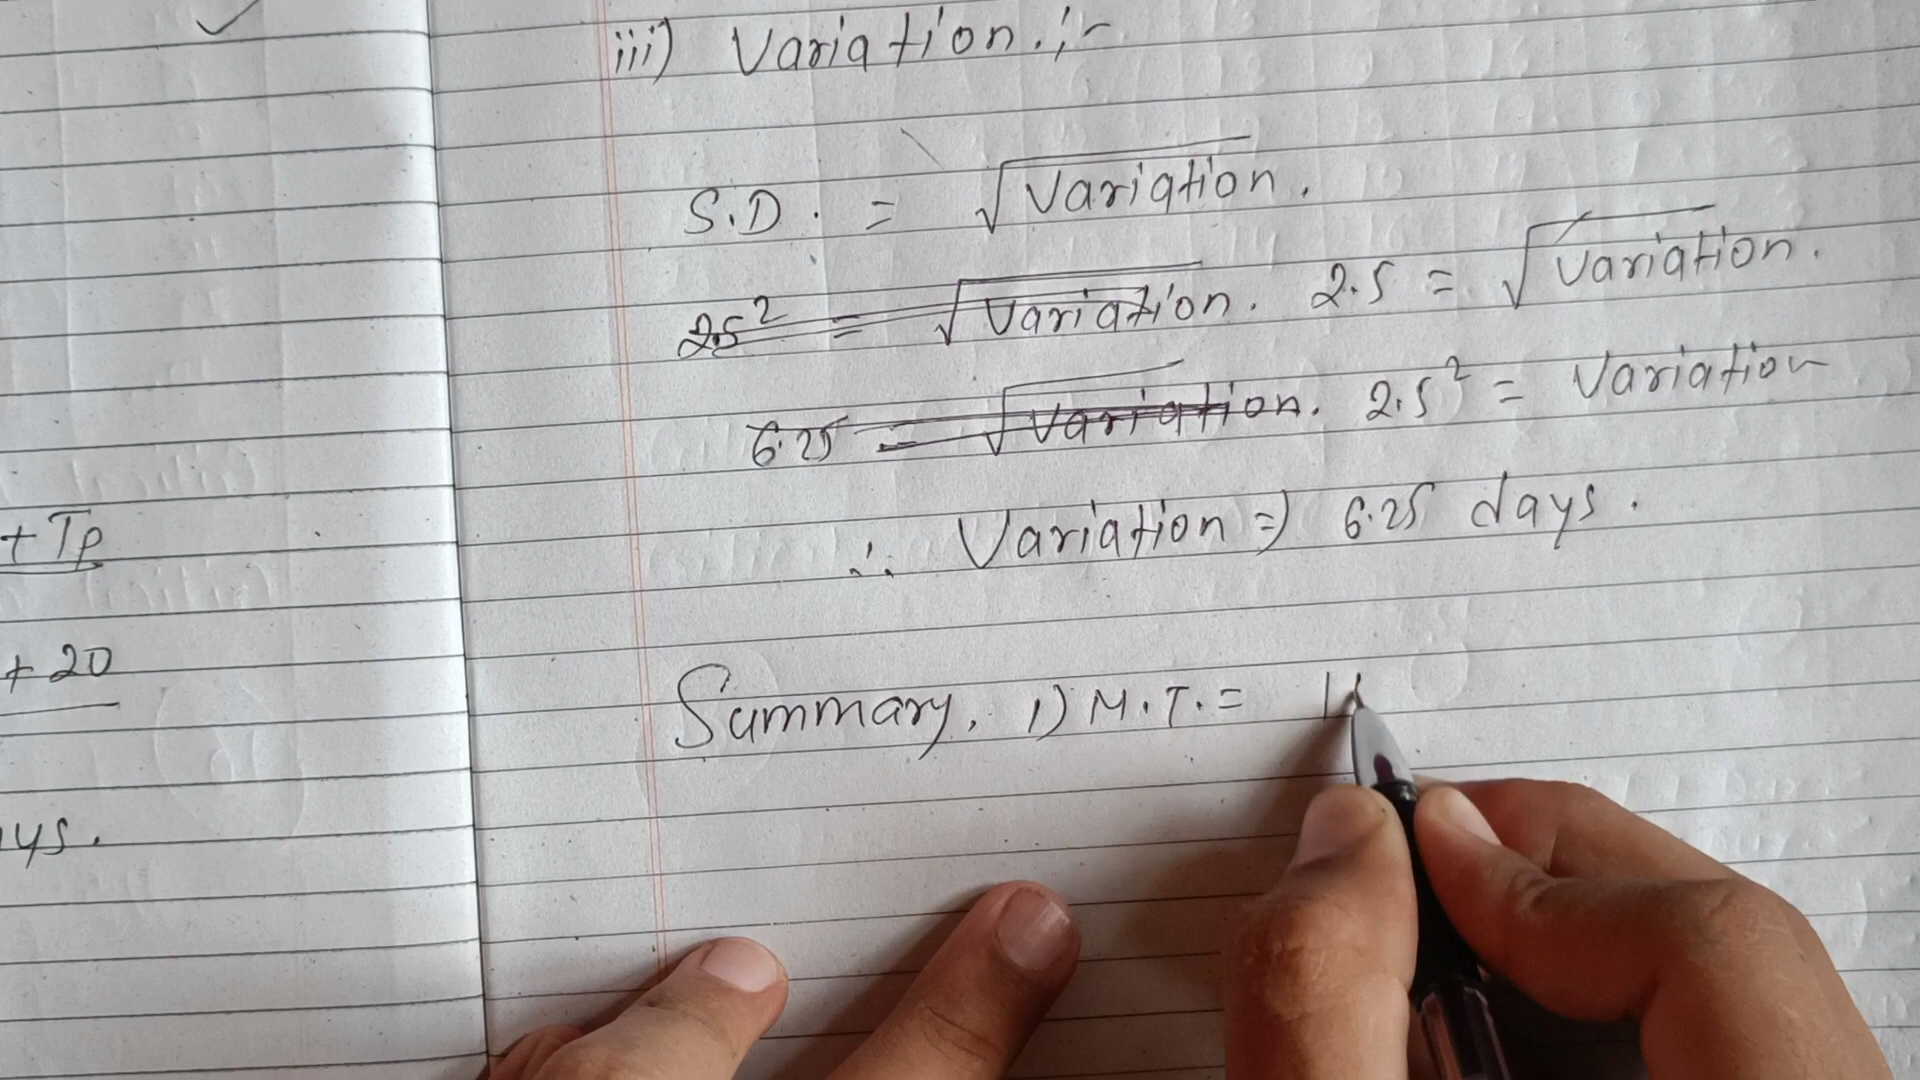 iii) Variation :-
S.D. = √Variation.
2.5² = √Variation. 2.5 = √Variation.
6.25 = √Variation. 2.5² = Variation
∴ Variation => 6.25 days.
+ Tp
+ 20
Summary. 1) M.T. = 
ys.